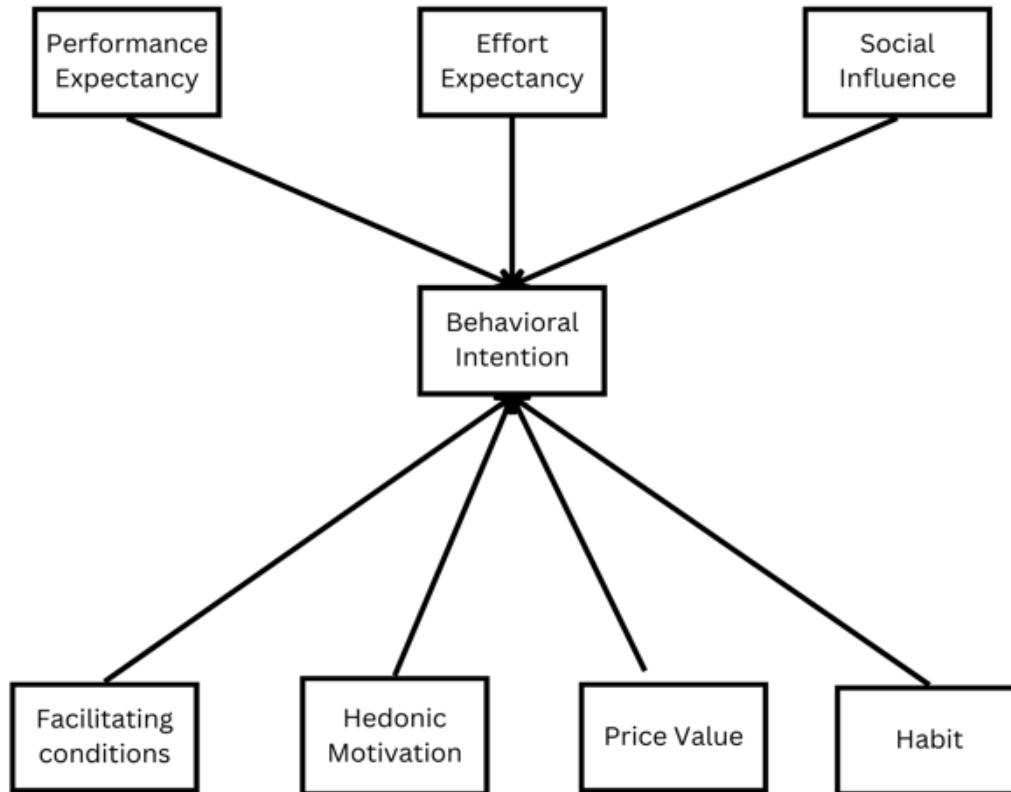 Performance
Expectancy
Effort
Expectancy
Social
Influence
Behavioral
Intention
Facilitating
conditions
Hedonic
Motivation
Price Value
Habit